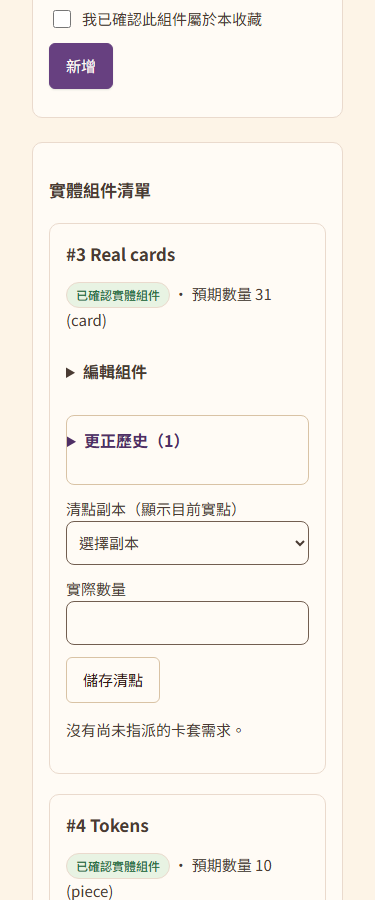 我已確認此組件屬於本收藏
新增
實體組件清單
#3 Real cards
已確認實體組件 · 預期數量 31
(card)
▶ 編輯組件
▶ 更正歷史（1）
清點副本（顯示目前實點）
選擇副本
實際數量
儲存清點
沒有尚未指派的卡套需求。
#4 Tokens
已確認實體組件 · 預期數量 10
(piece)